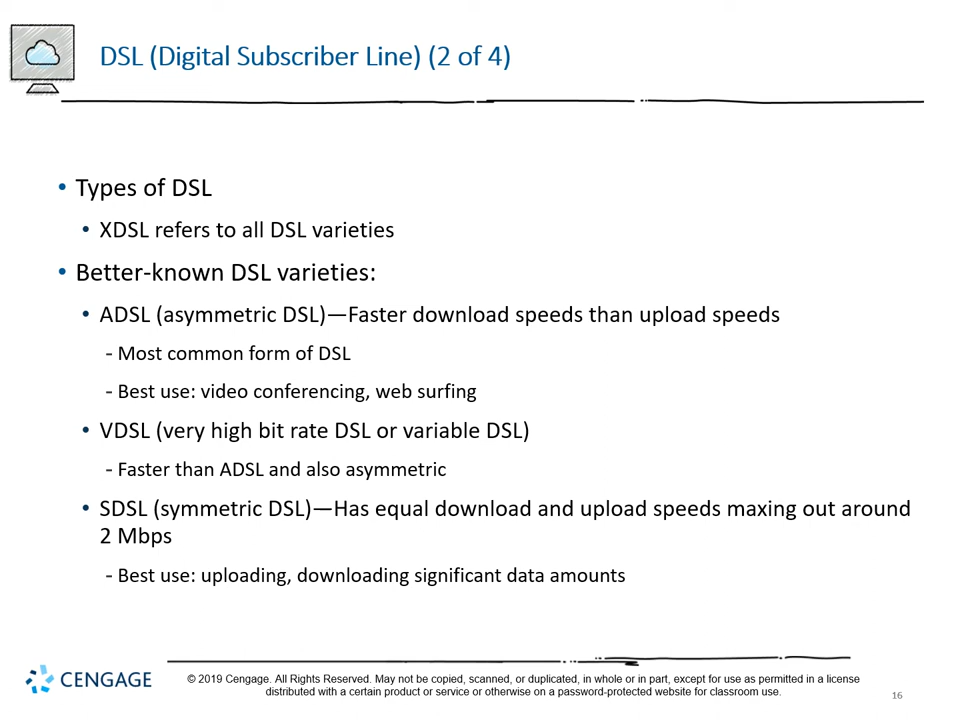 DSL (Digital Subscriber Line) (2 of 4)
• Types of DSL
• XDSL refers to all DSL varieties
• Better-known DSL varieties:
• ADSL (asymmetric DSL)—Faster download speeds than upload speeds
- Most common form of DSL
- Best use: video conferencing, web surfing
• VDSL (very high bit rate DSL or variable DSL)
- Faster than ADSL and also asymmetric
• SDSL (symmetric DSL)—Has equal download and upload speeds maxing out around
2 Mbps
- Best use: uploading, downloading significant data amounts
CENGAGE
© 2019 Cengage. All Rights Reserved. May not be copied, scanned, or duplicated, in whole or in part, except for use as permitted in a license
distributed with a certain product or service or otherwise on a password-protected website for classroom use.
16